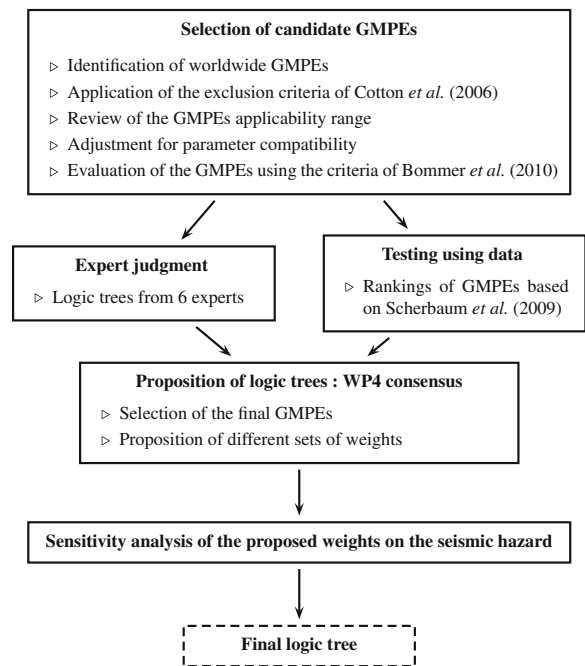 Selection of candidate GMPEs
▷ Identification of worldwide GMPEs
▷ Application of the exclusion criteria of Cotton et al. (2006)
▷ Review of the GMPEs applicability range
▷ Adjustment for parameter compatibility
▷ Evaluation of the GMPEs using the criteria of Bommer et al. (2010)
Expert judgment
▷ Logic trees from 6 experts
Testing using data
▷ Rankings of GMPEs based
on Scherbaum et al. (2009)
Proposition of logic trees : WP4 consensus
▷ Selection of the final GMPEs
▷ Proposition of different sets of weights
Sensitivity analysis of the proposed weights on the seismic hazard
Final logic tree